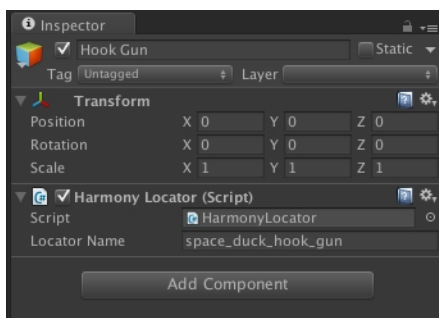 Inspector
Hook Gun Static
Tag Untagged Layer
Transform
Position X 0 Y 0 Z 0
Rotation X 0 Y 0 Z 0
Scale X 1 Y 1 Z 1
C# Harmony Locator (Script)
Script HarmonyLocator
Locator Name space_duck_hook_gun
Add Component